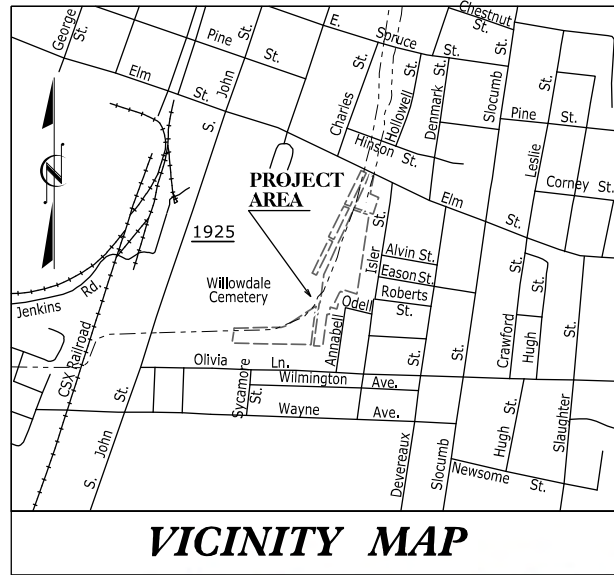 George St.
Pine St.
E. Spruce St.
Chestnut St.
Elm St.
S. John St.
Charles St.
Hollowell St.
Denmark St.
Slocumb St.
Pine St.
Hinson St.
Leslie St.
Corney St.
N
PROJECT
AREA
Elm St.
1925
Isler St.
Alvin St.
Willowdale
Cemetery
Eason St.
Roberts St.
Jenkins Rd.
Odell
Annabell
Crawford St.
Hugh St.
CSX Railroad
Olivia Ln.
St.
St.
Sycamore St.
Wilmington Ave.
Wayne Ave.
S. John St.
Devereaux
Slocumb
Hugh St.
Slaughter St.
Newsome St.
VICINITY MAP